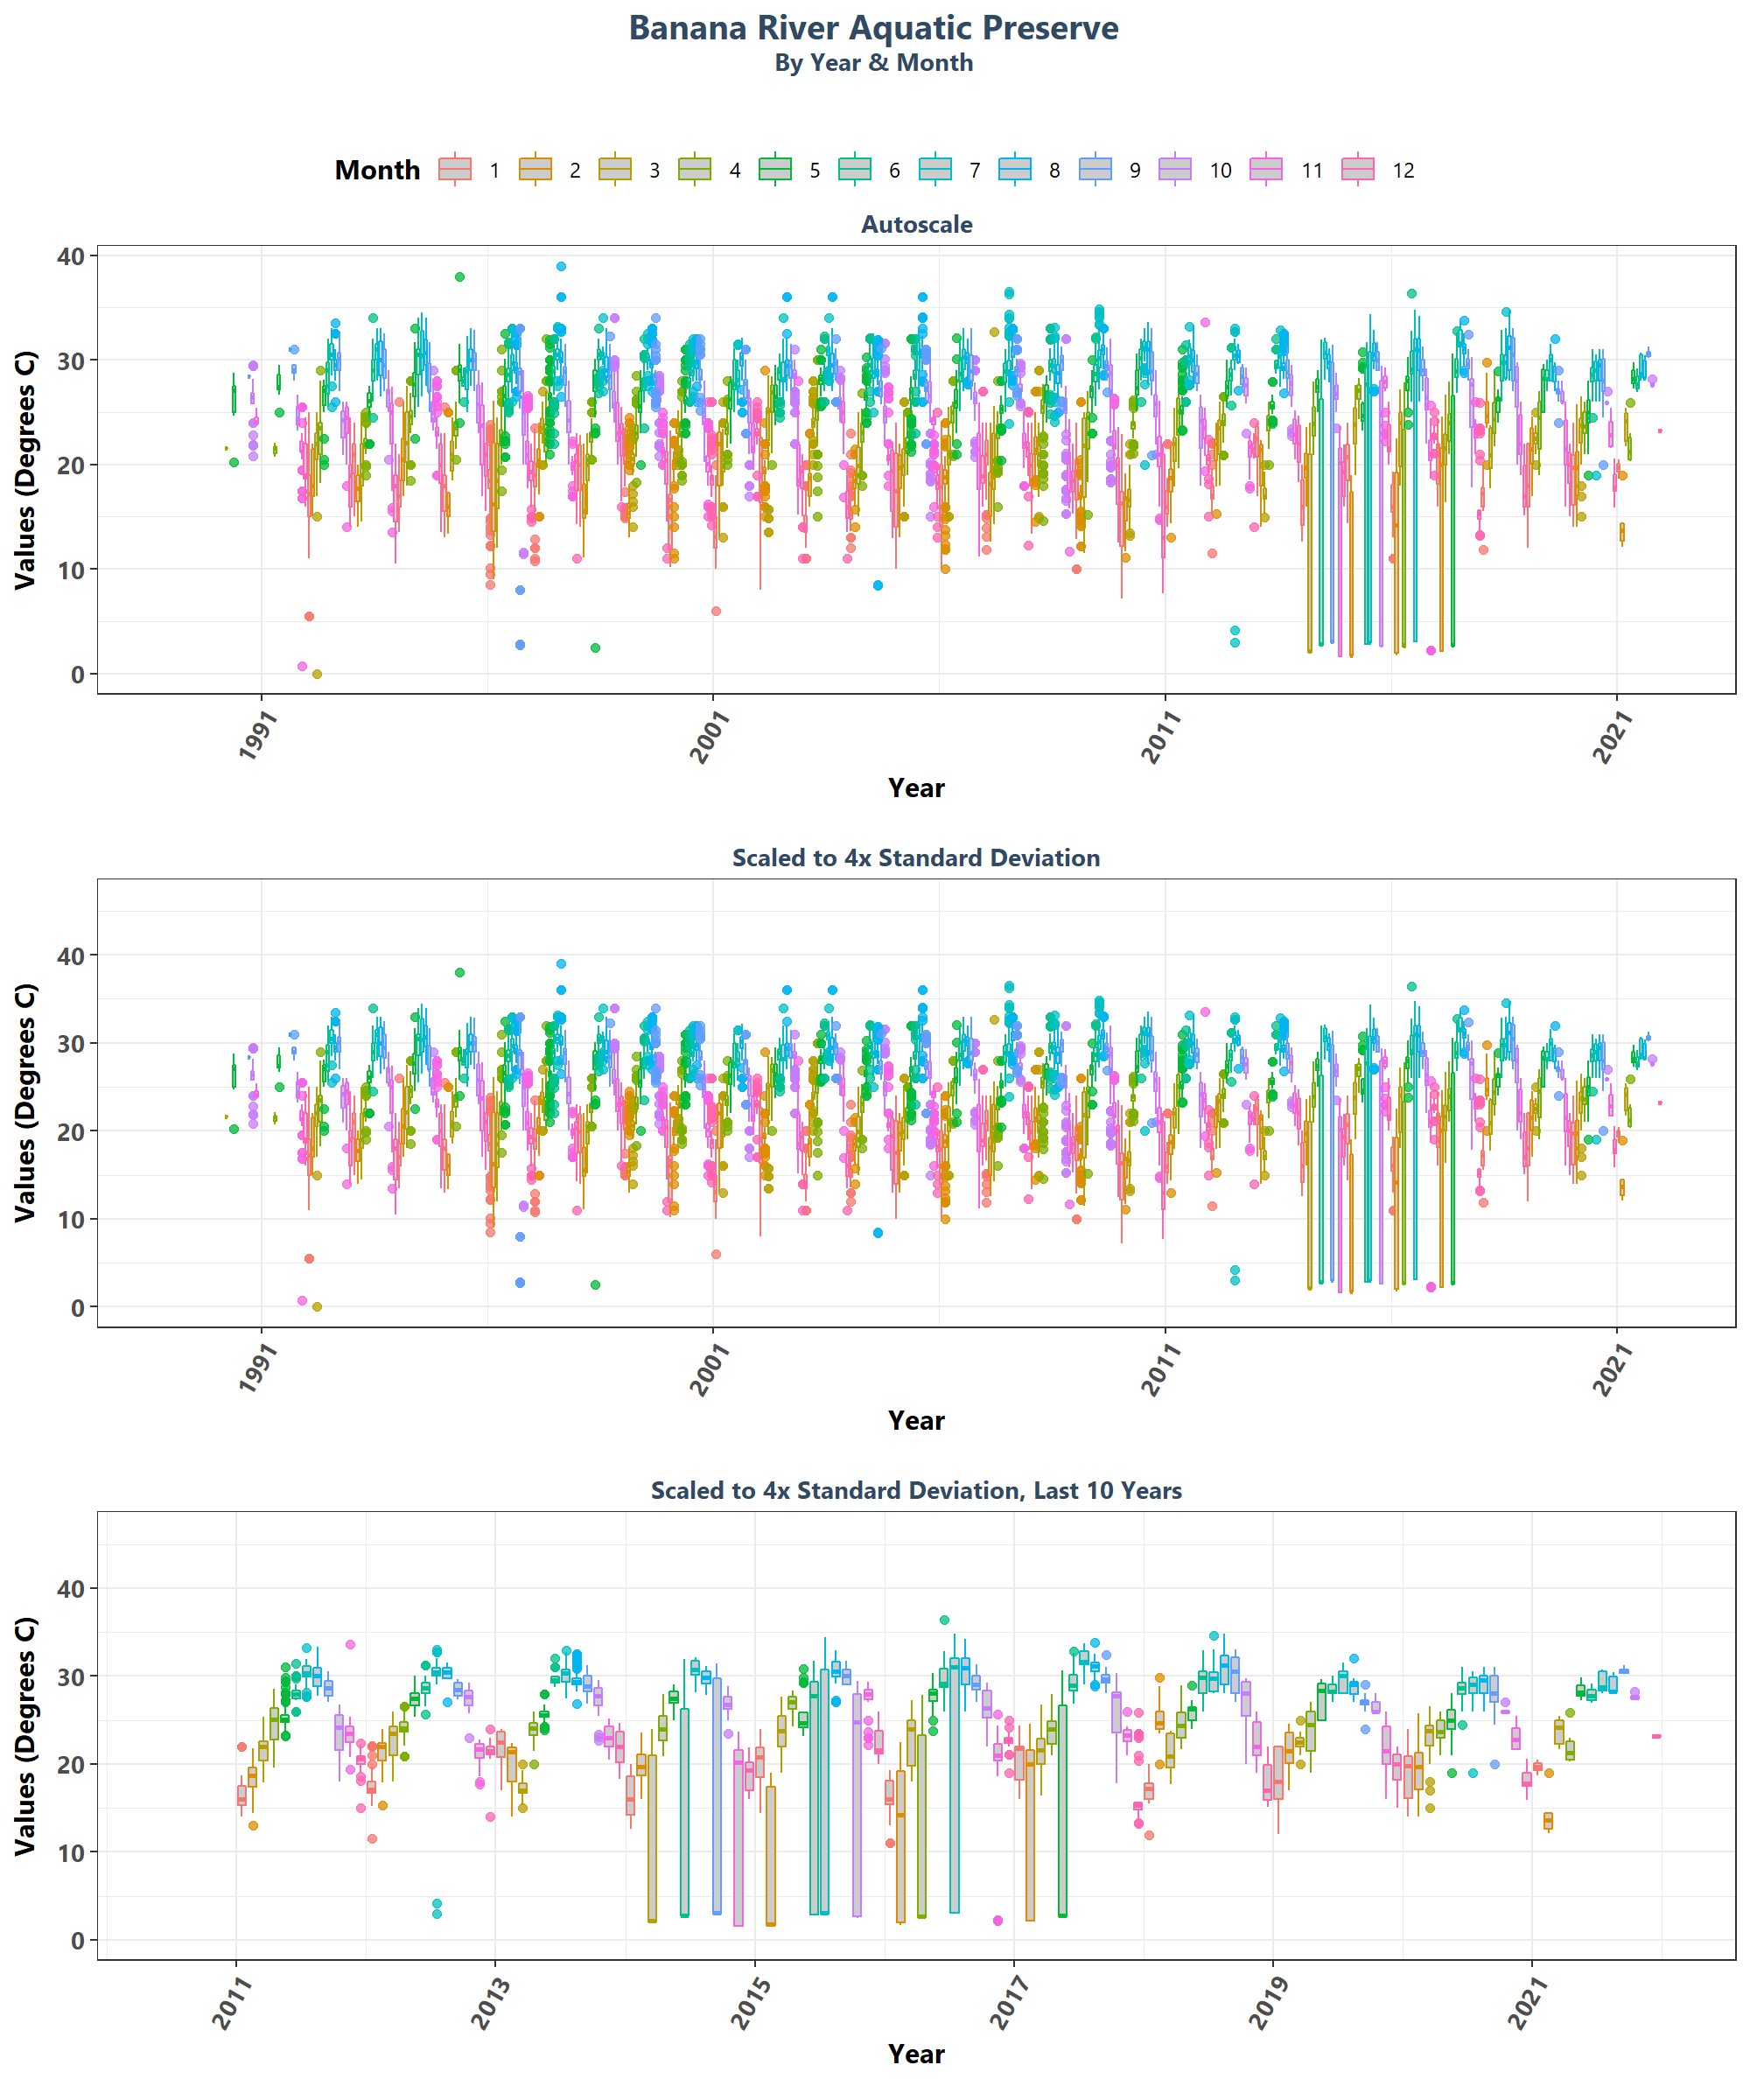 Banana River Aquatic Preserve
By Year & Month
Month 1 2 3 4 5 6 7 8 9 10 11 12
Autoscale
Values (Degrees C)
40
30
20
10
0
1991 2001 2011 2021
Year
Scaled to 4x Standard Deviation
Values (Degrees C)
40
30
20
10
0
1991 2001 2011 2021
Year
Scaled to 4x Standard Deviation, Last 10 Years
Values (Degrees C)
40
30
20
10
0
2011 2013 2015 2017 2019 2021
Year